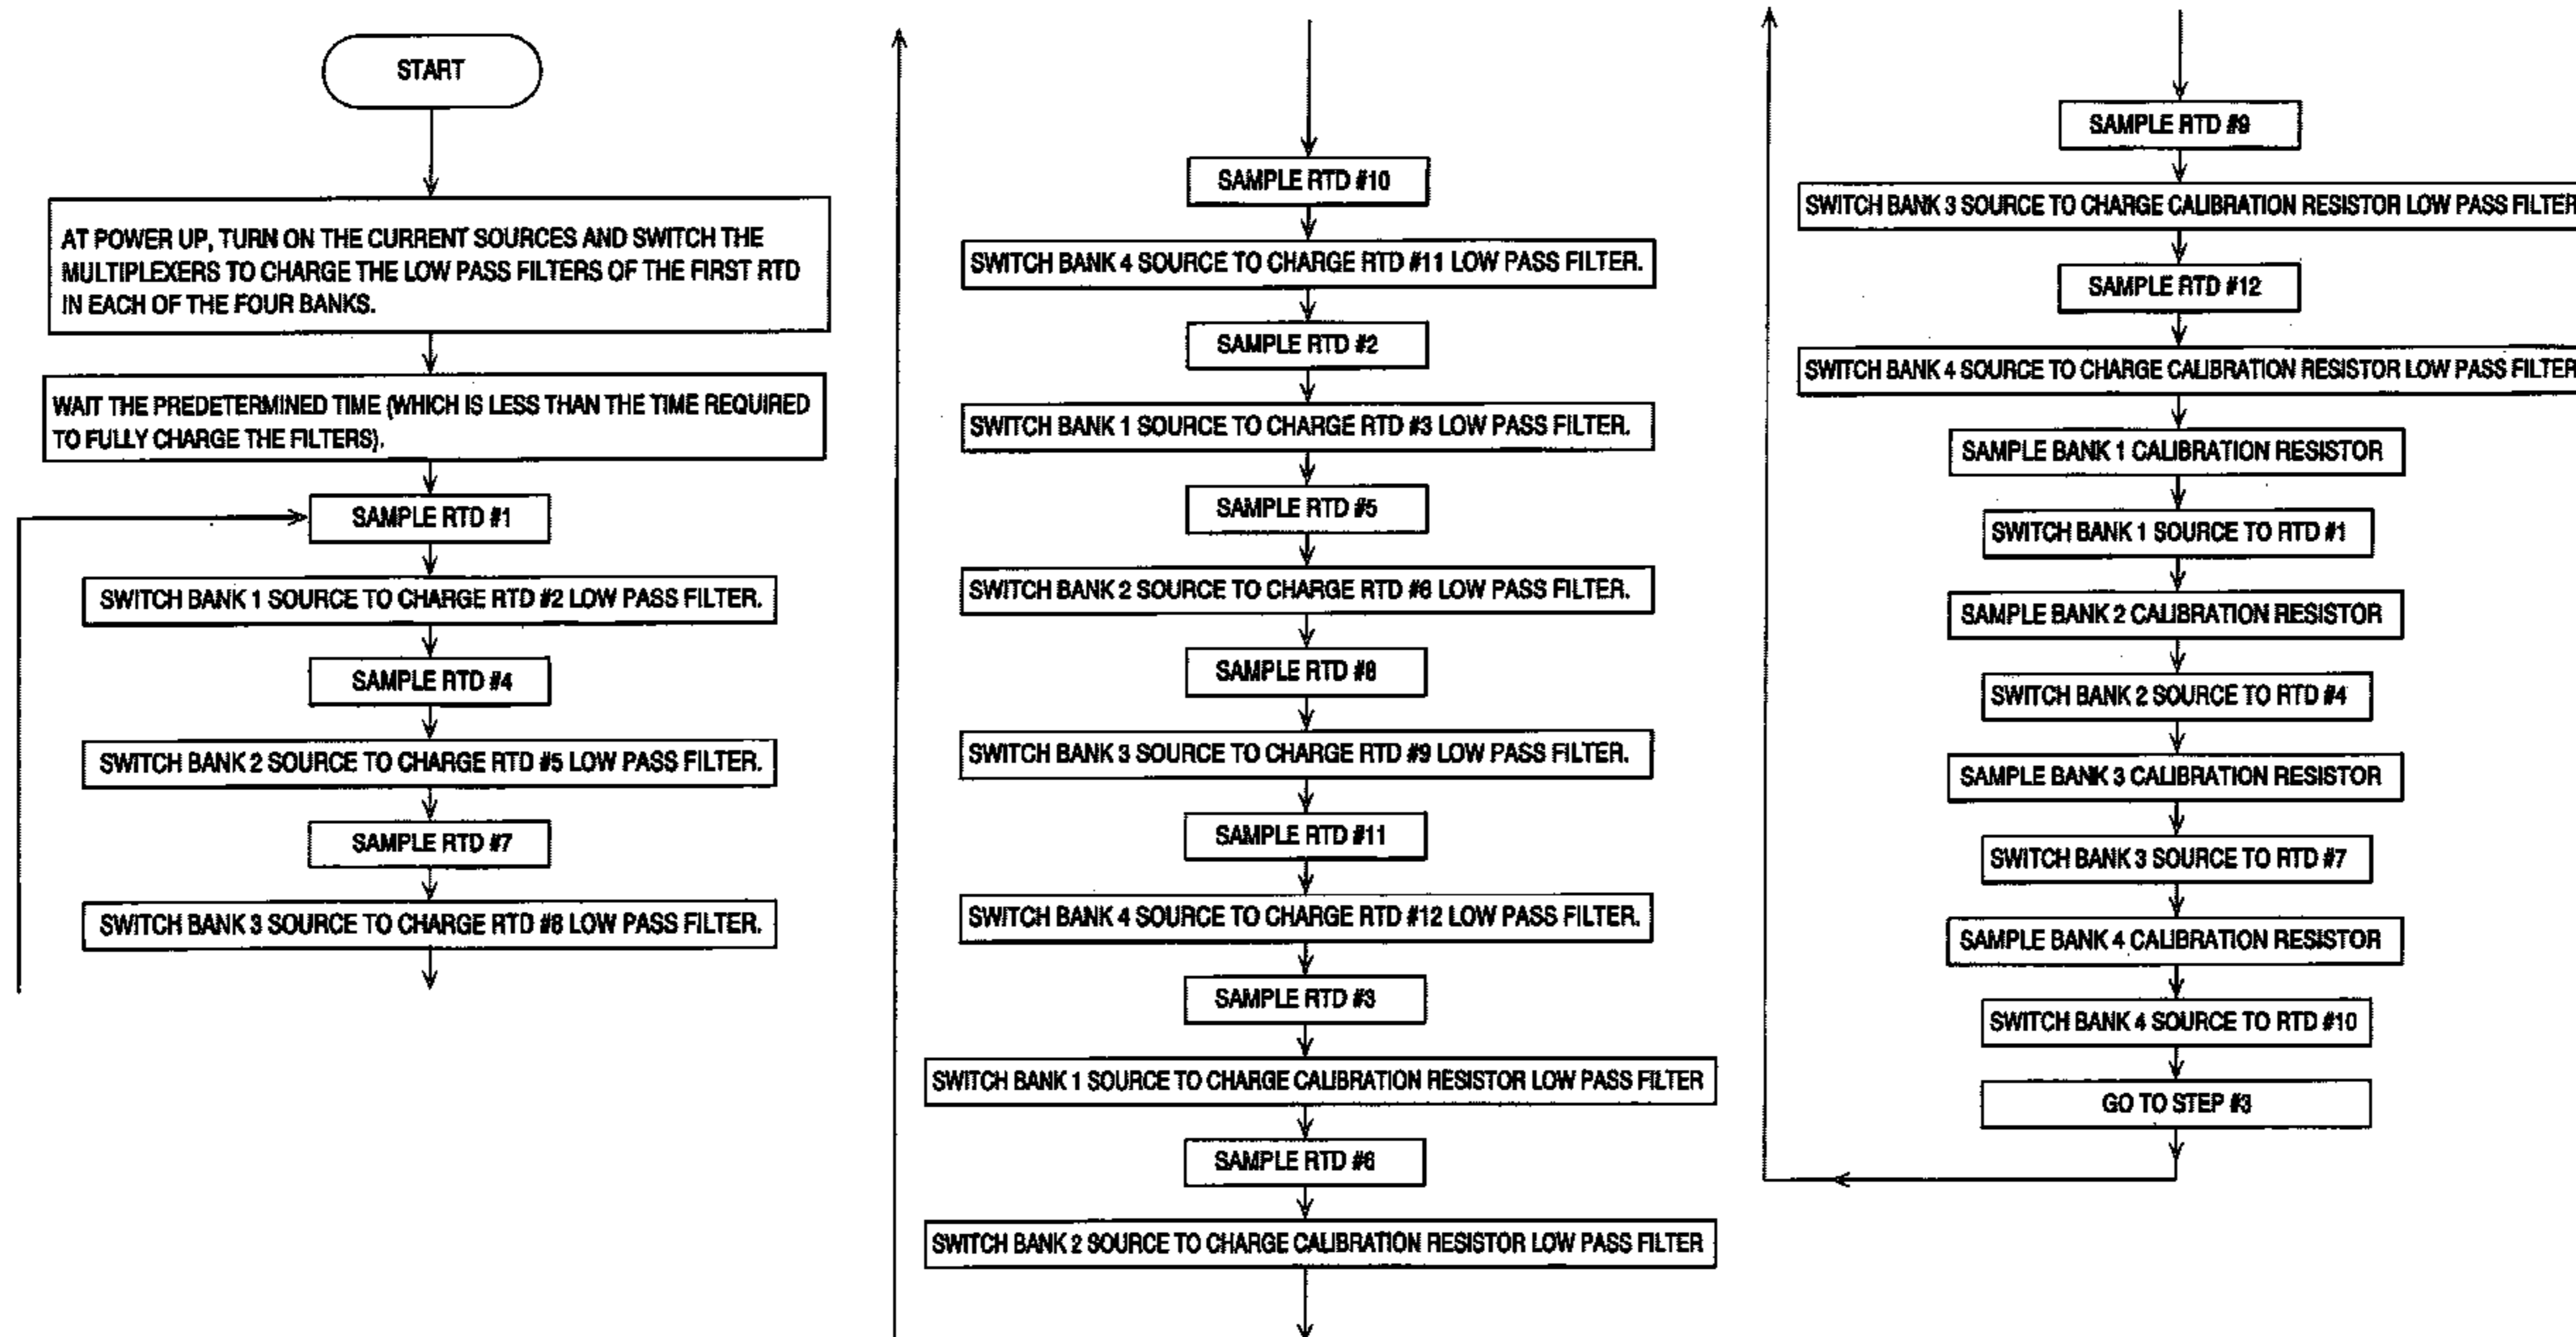 START
AT POWER UP, TURN ON THE CURRENT SOURCES AND SWITCH THE
MULTIPLEXERS TO CHARGE THE LOW PASS FILTERS OF THE FIRST RTD
IN EACH OF THE FOUR BANKS.
WAIT THE PREDETERMINED TIME (WHICH IS LESS THAN THE TIME REQUIRED
TO FULLY CHARGE THE FILTERS).
SAMPLE RTD #1
SWITCH BANK 1 SOURCE TO CHARGE RTD #2 LOW PASS FILTER.
SAMPLE RTD #4
SWITCH BANK 2 SOURCE TO CHARGE RTD #5 LOW PASS FILTER.
SAMPLE RTD #7
SWITCH BANK 3 SOURCE TO CHARGE RTD #8 LOW PASS FILTER.
SAMPLE RTD #10
SWITCH BANK 4 SOURCE TO CHARGE RTD #11 LOW PASS FILTER.
SAMPLE RTD #2
SWITCH BANK 1 SOURCE TO CHARGE RTD #3 LOW PASS FILTER.
SAMPLE RTD #5
SWITCH BANK 2 SOURCE TO CHARGE RTD #6 LOW PASS FILTER.
SAMPLE RTD #8
SWITCH BANK 3 SOURCE TO CHARGE RTD #9 LOW PASS FILTER.
SAMPLE RTD #11
SWITCH BANK 4 SOURCE TO CHARGE RTD #12 LOW PASS FILTER.
SAMPLE RTD #3
SWITCH BANK 1 SOURCE TO CHARGE CALIBRATION RESISTOR LOW PASS FILTER
SAMPLE RTD #6
SWITCH BANK 2 SOURCE TO CHARGE CALIBRATION RESISTOR LOW PASS FILTER
SAMPLE RTD #9
SWITCH BANK 3 SOURCE TO CHARGE CALIBRATION RESISTOR LOW PASS FILTER
SAMPLE RTD #12
SWITCH BANK 4 SOURCE TO CHARGE CALIBRATION RESISTOR LOW PASS FILTER
SAMPLE BANK 1 CALIBRATION RESISTOR
SWITCH BANK 1 SOURCE TO RTD #1
SAMPLE BANK 2 CALIBRATION RESISTOR
SWITCH BANK 2 SOURCE TO RTD #4
SAMPLE BANK 3 CALIBRATION RESISTOR
SWITCH BANK 3 SOURCE TO RTD #7
SAMPLE BANK 4 CALIBRATION RESISTOR
SWITCH BANK 4 SOURCE TO RTD #10
GO TO STEP #3